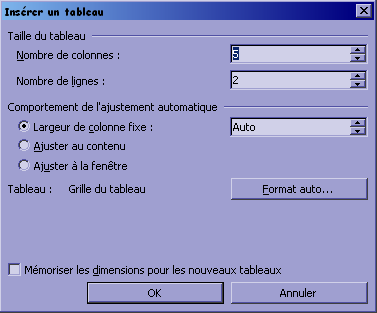 Insérer un tableau
Taille du tableau
Nombre de colonnes : 5
Nombre de lignes : 2
Comportement de l'ajustement automatique
Largeur de colonne fixe : Auto
Ajuster au contenu
Ajuster à la fenêtre
Tableau : Grille du tableau Format auto...
Mémoriser les dimensions pour les nouveaux tableaux
OK Annuler